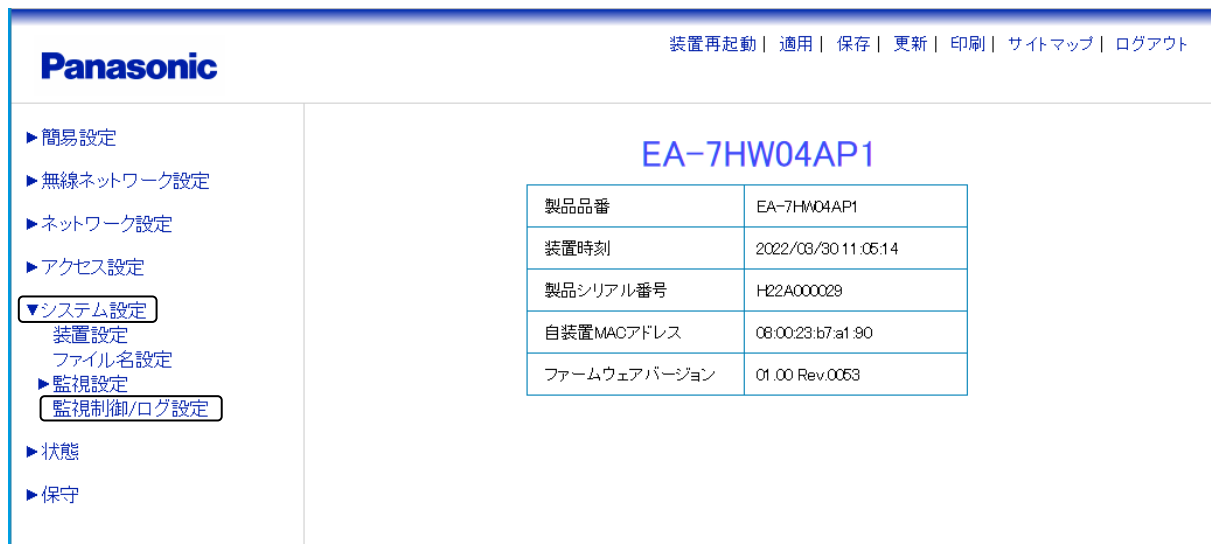 装置再起動| 適用| 保存| 更新| 印刷| サイトマップ| ログアウト
Panasonic
▶簡易設定
▶無線ネットワーク設定
▶ネットワーク設定
▶アクセス設定
▼システム設定
装置設定
ファイル名設定
▶監視設定
監視制御/ログ設定
▶状態
▶保守
EA-7HW04AP1
製品品番 EA-7HW04AP1
装置時刻 2022/03/30 11:05:14
製品シリアル番号 H22A000029
自装置MACアドレス 08:00:23:b7:a1:90
ファームウェアバージョン 01.00 Rev.0053